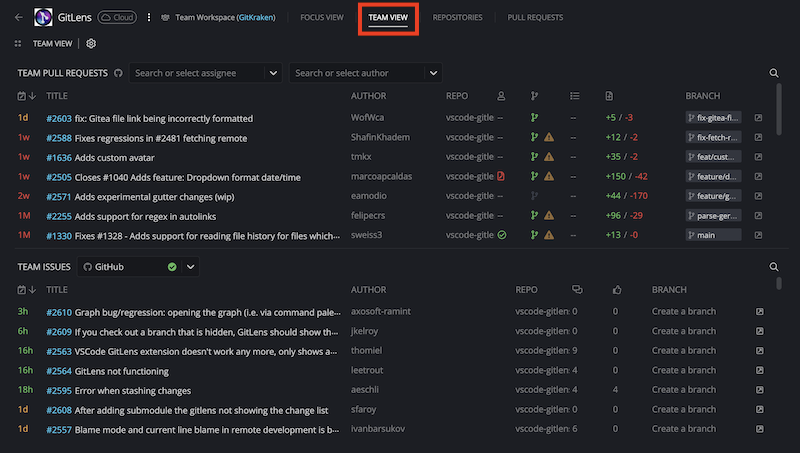 GitLens Cloud Team Workspace (GitKraken) FOCUS VIEW TEAM VIEW REPOSITORIES PULL REQUESTS
TEAM VIEW
TEAM PULL REQUESTS Search or select assignee Search or select author
TITLE AUTHOR REPO BRANCH
1d #2603 fix: Gitea file link being incorrectly formatted WofWca vscode-gitle -- -- +5 / -3 fix-gitea-fi...
1w #2588 Fixes regressions in #2481 fetching remote ShafinKhadem vscode-gitle -- -- +12 / -2 fix-fetch-r...
1w #1636 Adds custom avatar tmkx vscode-gitle -- -- +35 / -2 feat/cust...
1w #2505 Closes #1040 Adds feature: Dropdown format date/time marcoapcaldas vscode-gitle -- +150 / -42 feature/d...
2w #2571 Adds experimental gutter changes (wip) eamodio vscode-gitle -- -- +44 / -170 feature/g...
1M #2255 Adds support for regex in autolinks felipecrs vscode-gitle -- -- +96 / -29 parse-ger...
1M #1330 Fixes #1328 - Adds support for reading file history for files which... sweiss3 vscode-gitle -- +13 / -0 main
TEAM ISSUES GitHub
TITLE AUTHOR REPO BRANCH
3h #2610 Graph bug/regression: opening the graph (i.e. via command pale... axosoft-ramint vscode-gitlen: 0 0 Create a branch
6h #2609 If you check out a branch that is hidden, GitLens should show th... jkelroy vscode-gitlen: 0 0 Create a branch
16h #2563 VSCode GitLens extension doesn't work any more, only shows a... thomiel vscode-gitlen: 9 0 Create a branch
16h #2564 GitLens not functioning leetrout vscode-gitlen: 4 0 Create a branch
18h #2595 Error when stashing changes aeschli vscode-gitlen: 4 4 Create a branch
1d #2608 After adding submodule the gitlens not showing the change list sfaroy vscode-gitlen: 0 0 Create a branch
1d #2557 Blame mode and current line blame in remote development is b... ivanbarsukov vscode-gitlen: 6 0 Create a branch